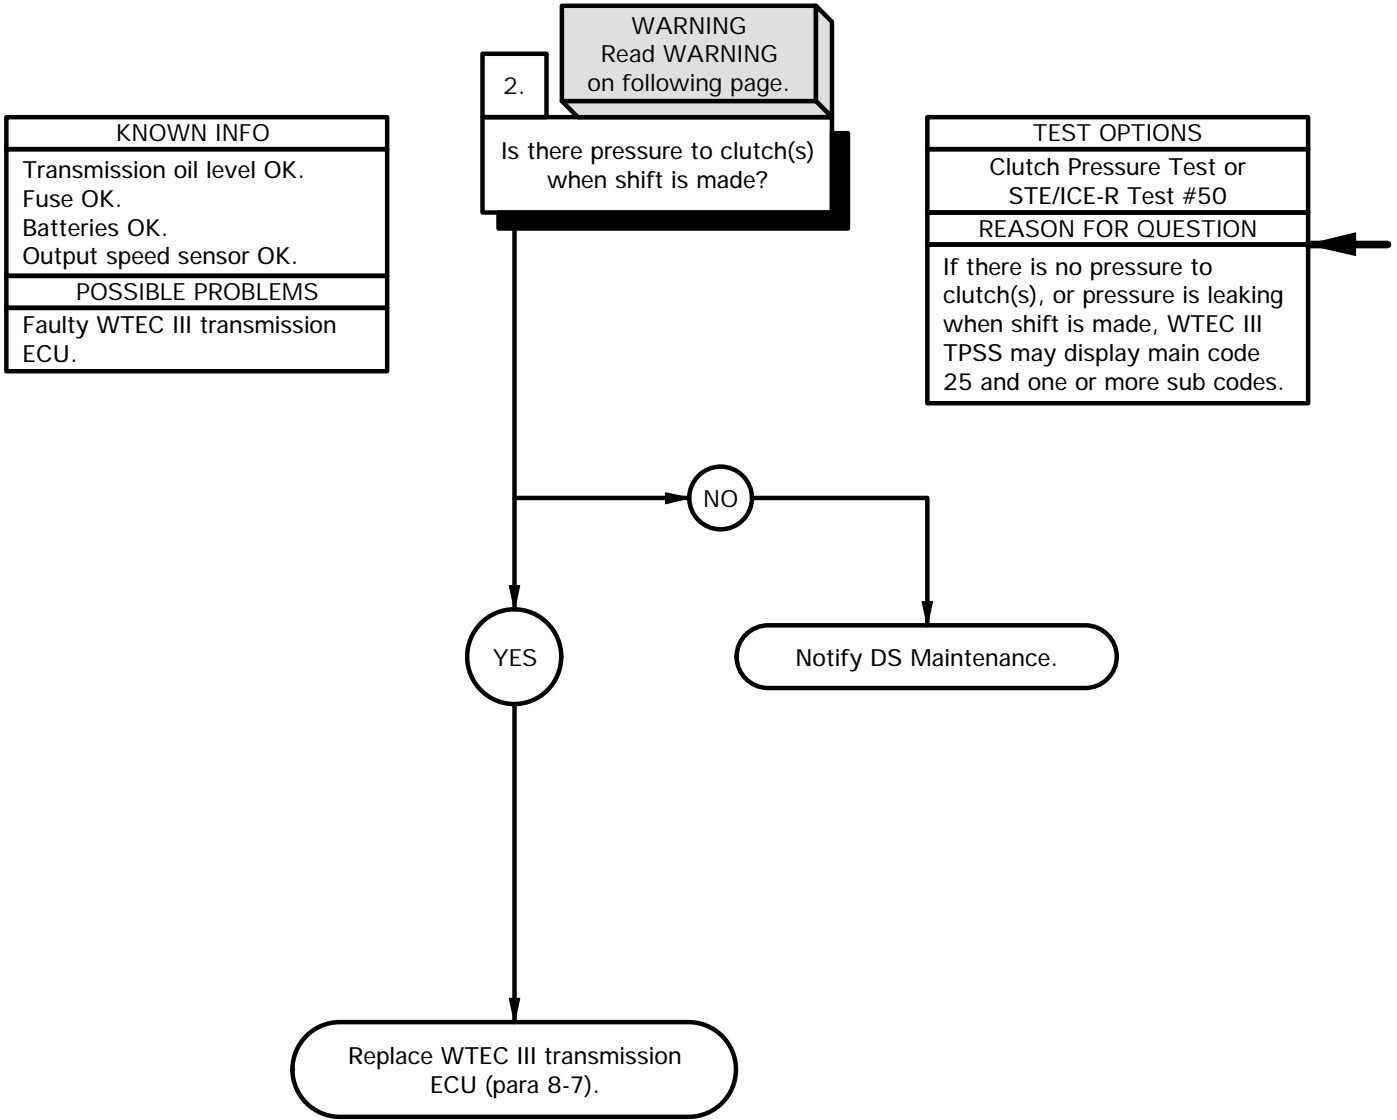 WARNING
Read WARNING
on following page.
2.
Is there pressure to clutch(s)
when shift is made?
KNOWN INFO
Transmission oil level OK.
Fuse OK.
Batteries OK.
Output speed sensor OK.
POSSIBLE PROBLEMS
Faulty WTEC III transmission
ECU.
TEST OPTIONS
Clutch Pressure Test or
STE/ICE-R Test #50
REASON FOR QUESTION
If there is no pressure to
clutch(s), or pressure is leaking
when shift is made, WTEC III
TPSS may display main code
25 and one or more sub codes.
NO
YES
Notify DS Maintenance.
Replace WTEC III transmission
ECU (para 8-7).